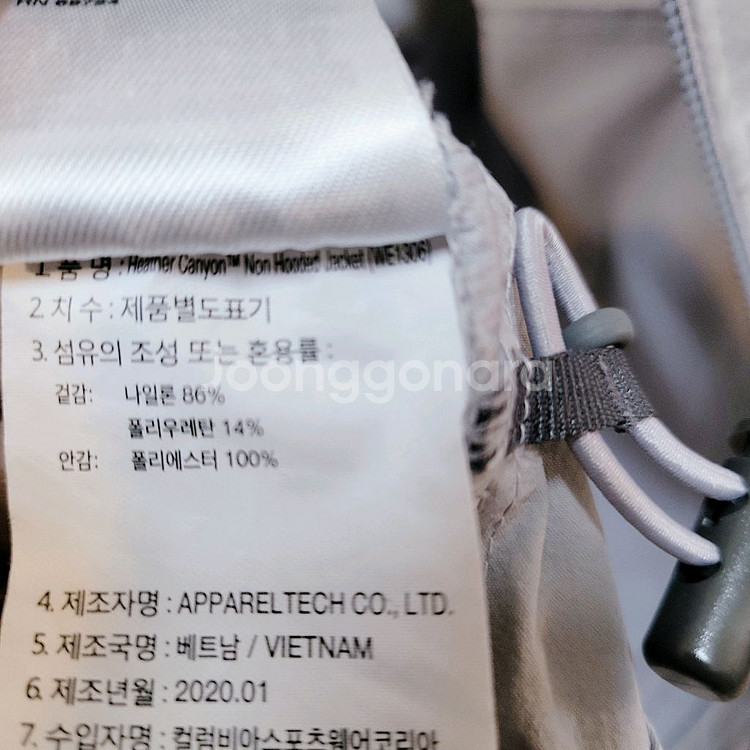 1. 품 명 : Heather Canyon™ Non Hooded Jacket (WE1306)
2. 치 수 : 제품별도표기
3. 섬유의 조성 또는 혼용률 :
겉감: 나일론 86%
폴리우레탄 14%
안감: 폴리에스터 100%
Joonggonara
4. 제조자명 : APPARELTECH CO., LTD.
5. 제조국명 : 베트남 / VIETNAM
6. 제조년월 : 2020.01
7. 수입자명 : 컬럼비아스포츠웨어코리아